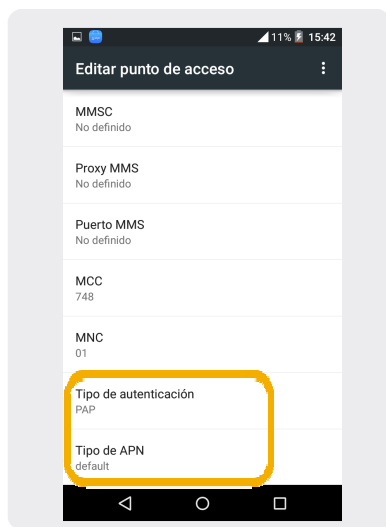 11% 15:42
Editar punto de acceso
MMSC
No definido
Proxy MMS
No definido
Puerto MMS
No definido
MCC
748
MNC
01
Tipo de autenticación
PAP
Tipo de APN
default